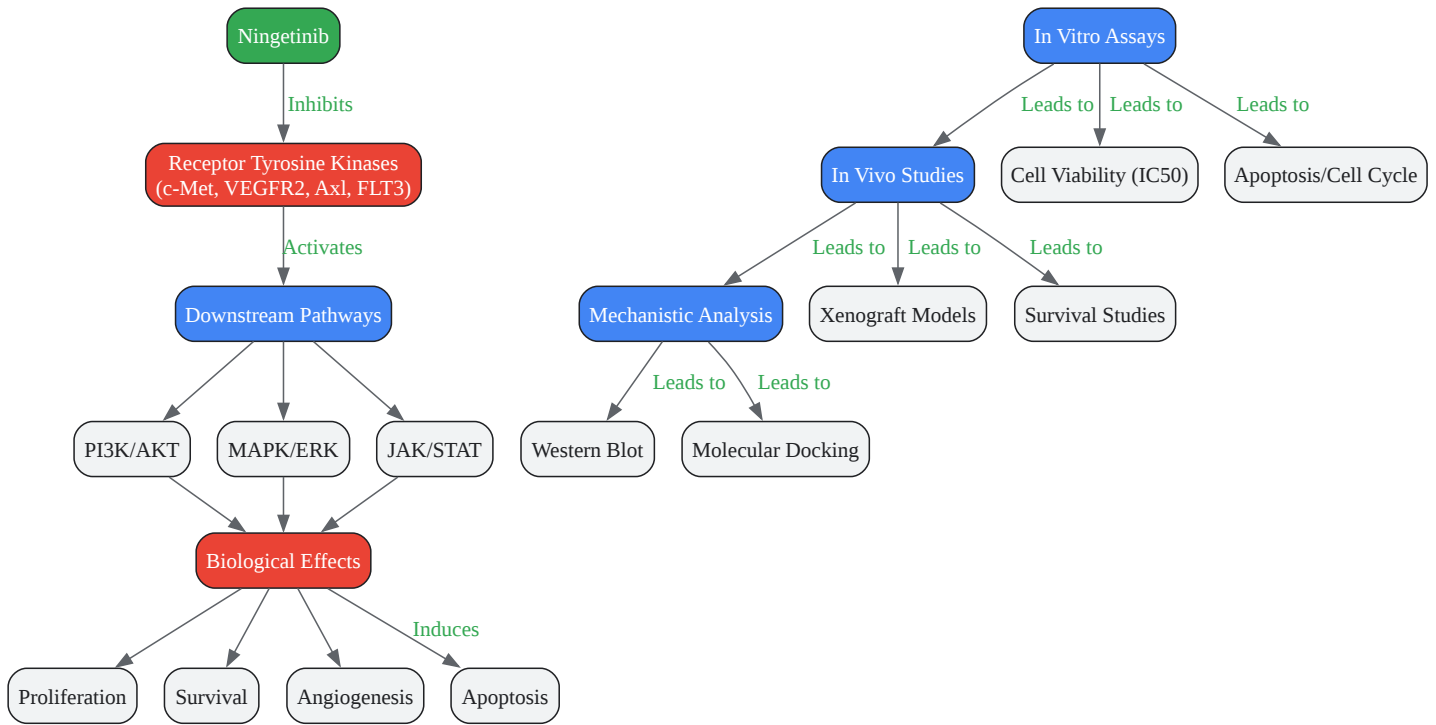 Ningetinib
In Vitro Assays
Inhibits
Leads to
Leads to
Leads to
Receptor Tyrosine Kinases
(c-Met, VEGFR2, Axl, FLT3)
In Vivo Studies
Cell Viability (IC50)
Apoptosis/Cell Cycle
Activates
Leads to
Leads to
Leads to
Downstream Pathways
Mechanistic Analysis
Xenograft Models
Survival Studies
Leads to
Leads to
PI3K/AKT
MAPK/ERK
JAK/STAT
Western Blot
Molecular Docking
Biological Effects
Induces
Proliferation
Survival
Angiogenesis
Apoptosis